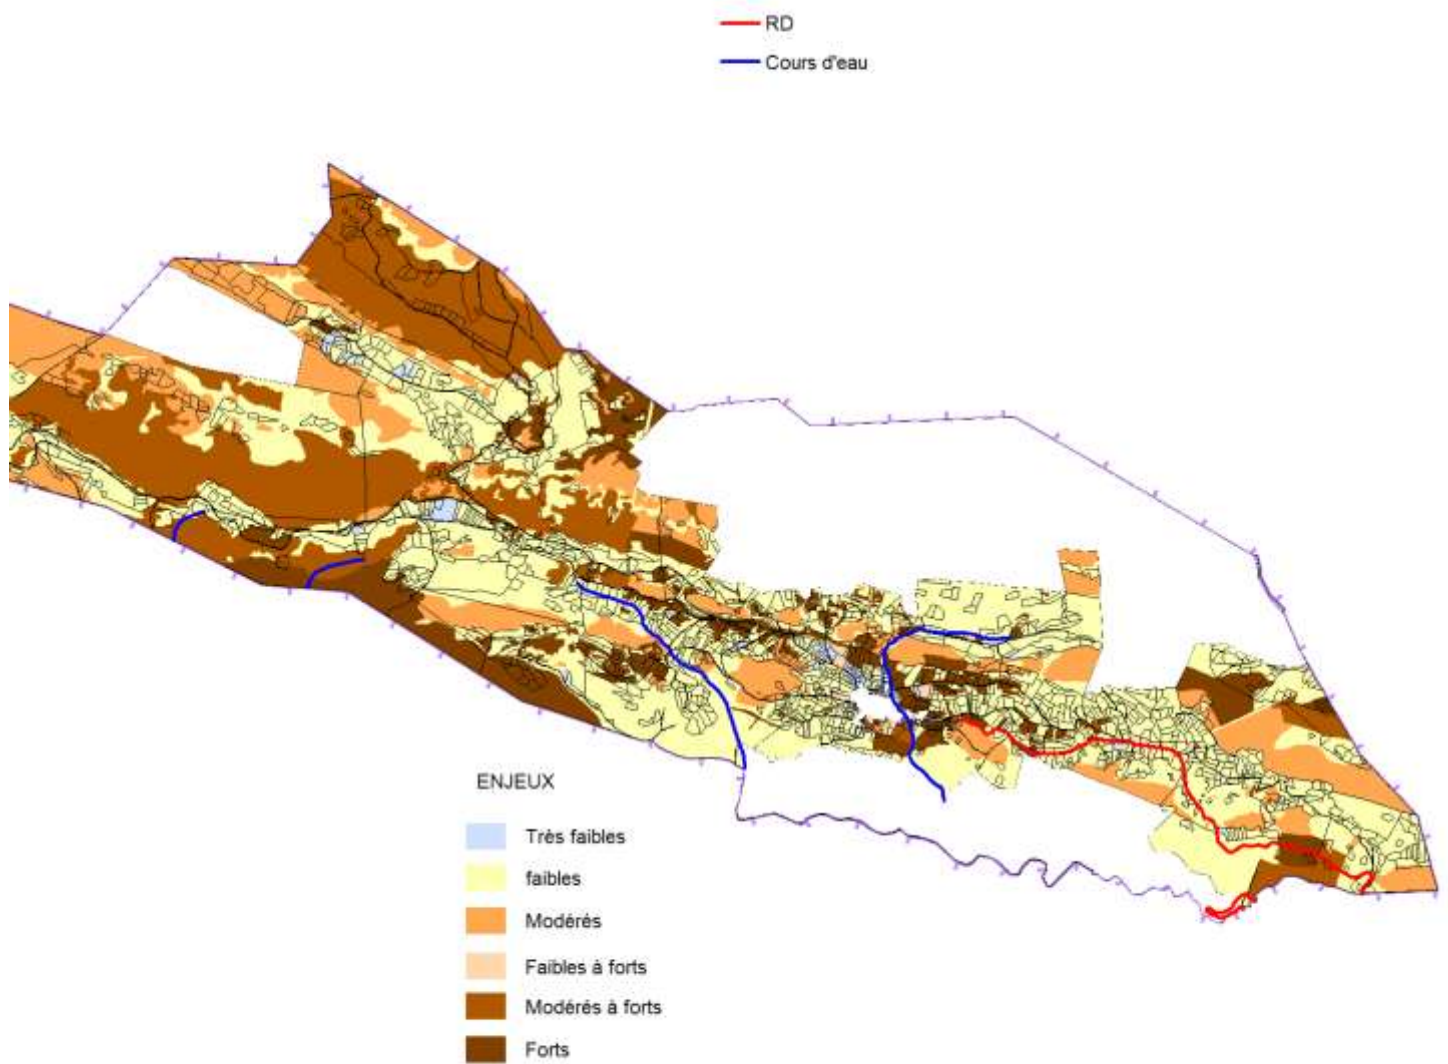 RD
Cours d'eau
ENJEUX
Très faibles
faibles
Modérés
Faibles à forts
Modérés à forts
Forts